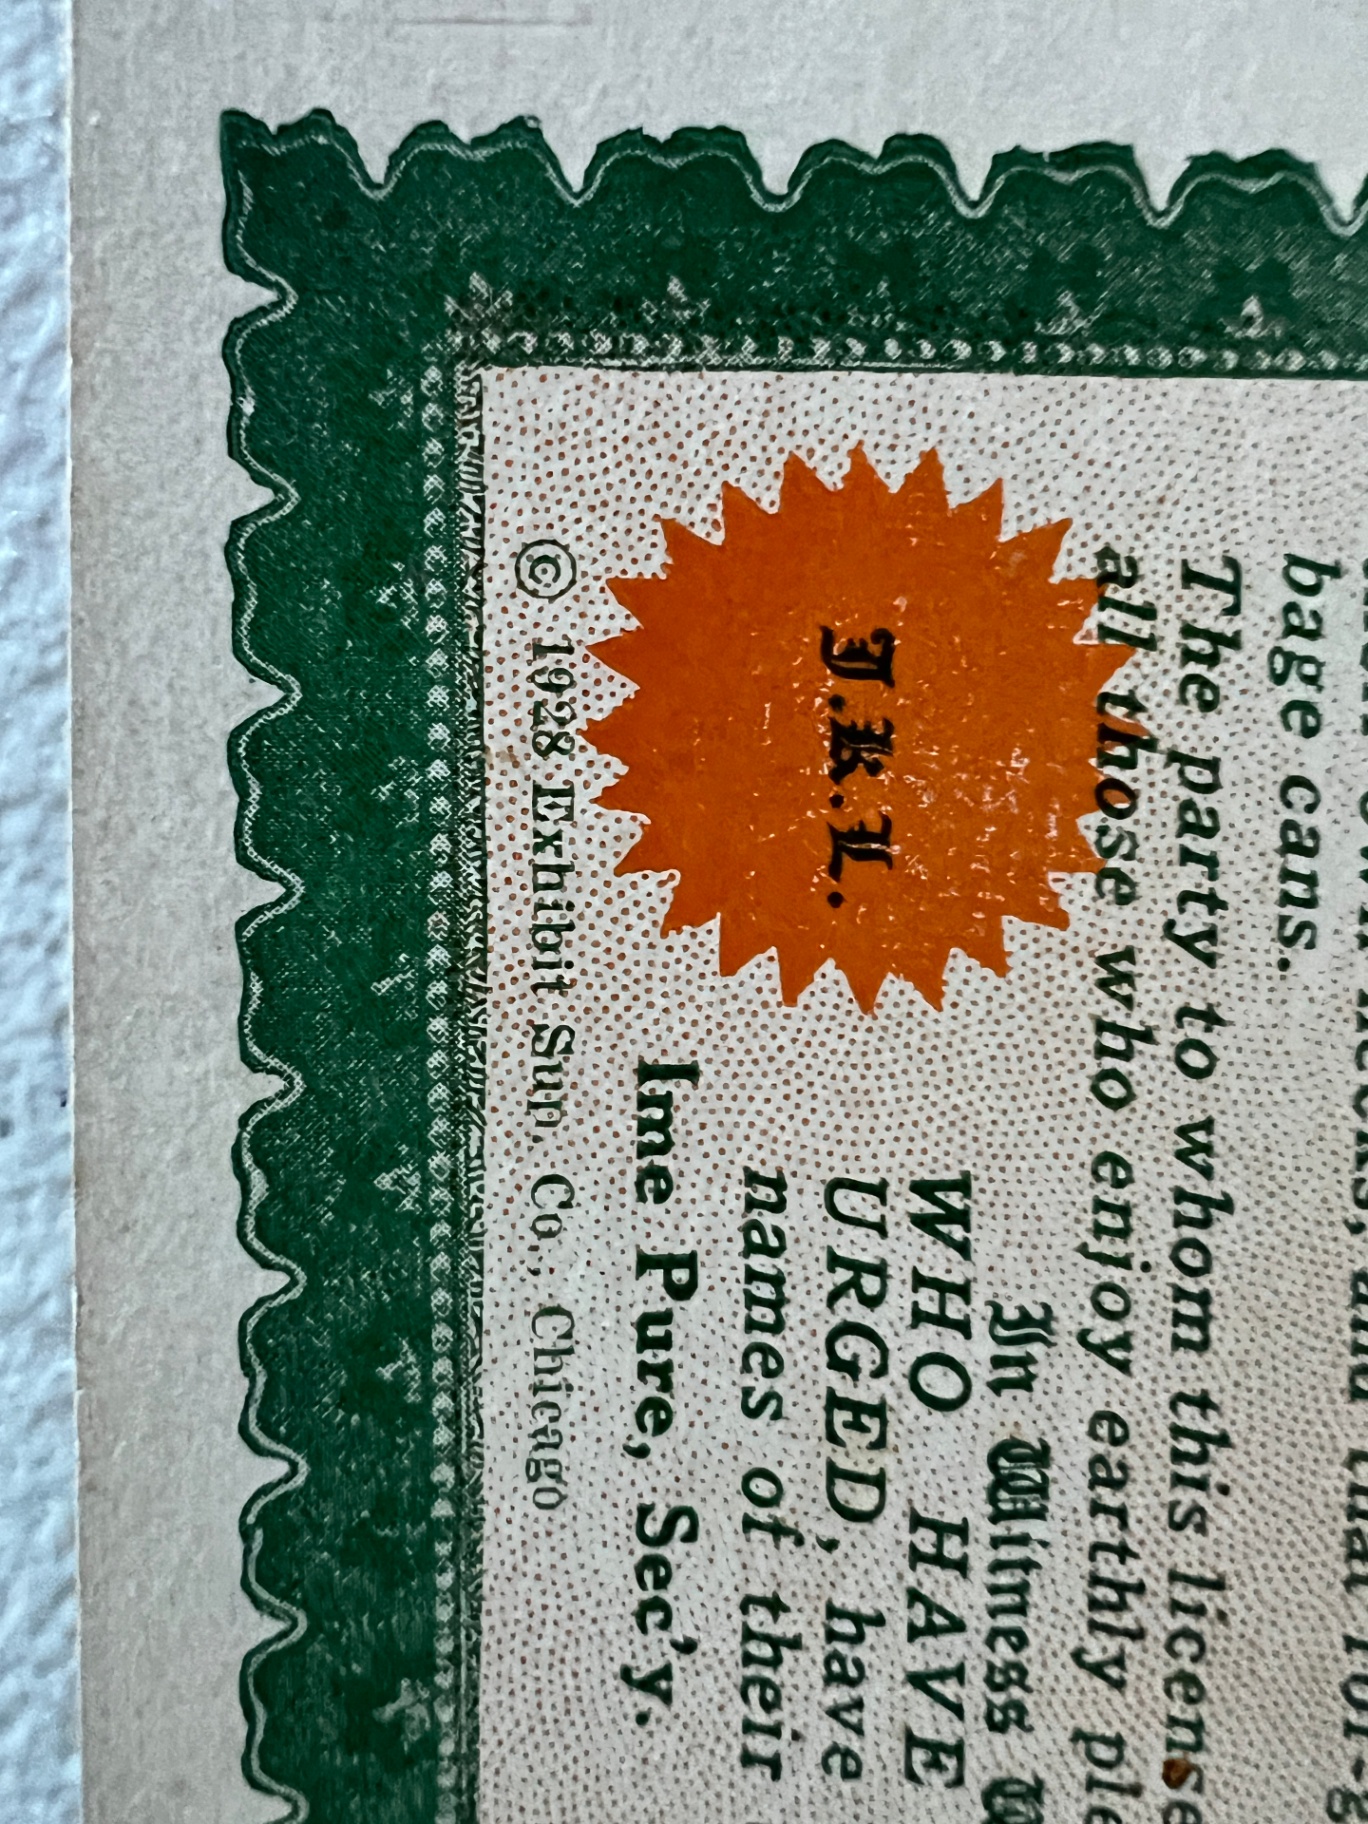 bage cans.
The party to whom this license
all those who enjoy earthly
In Witness
WHO HAVE
URGED, have
names of their
J.K.L.
Ime Pure, Sec'y.
© 1928 Exhibit Sup. Co., Chicago